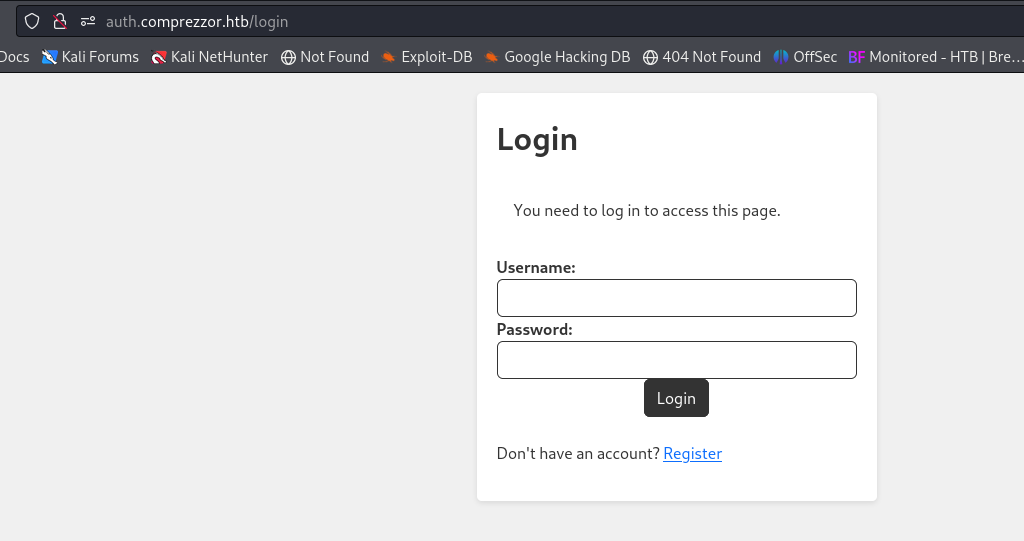 auth.comprezzor.htb/login
Docs Kali Forums Kali NetHunter Not Found Exploit-DB Google Hacking DB 404 Not Found OffSec BF Monitored - HTB | Bre...
Login
You need to log in to access this page.
Username:
Password:
Login
Don't have an account? Register